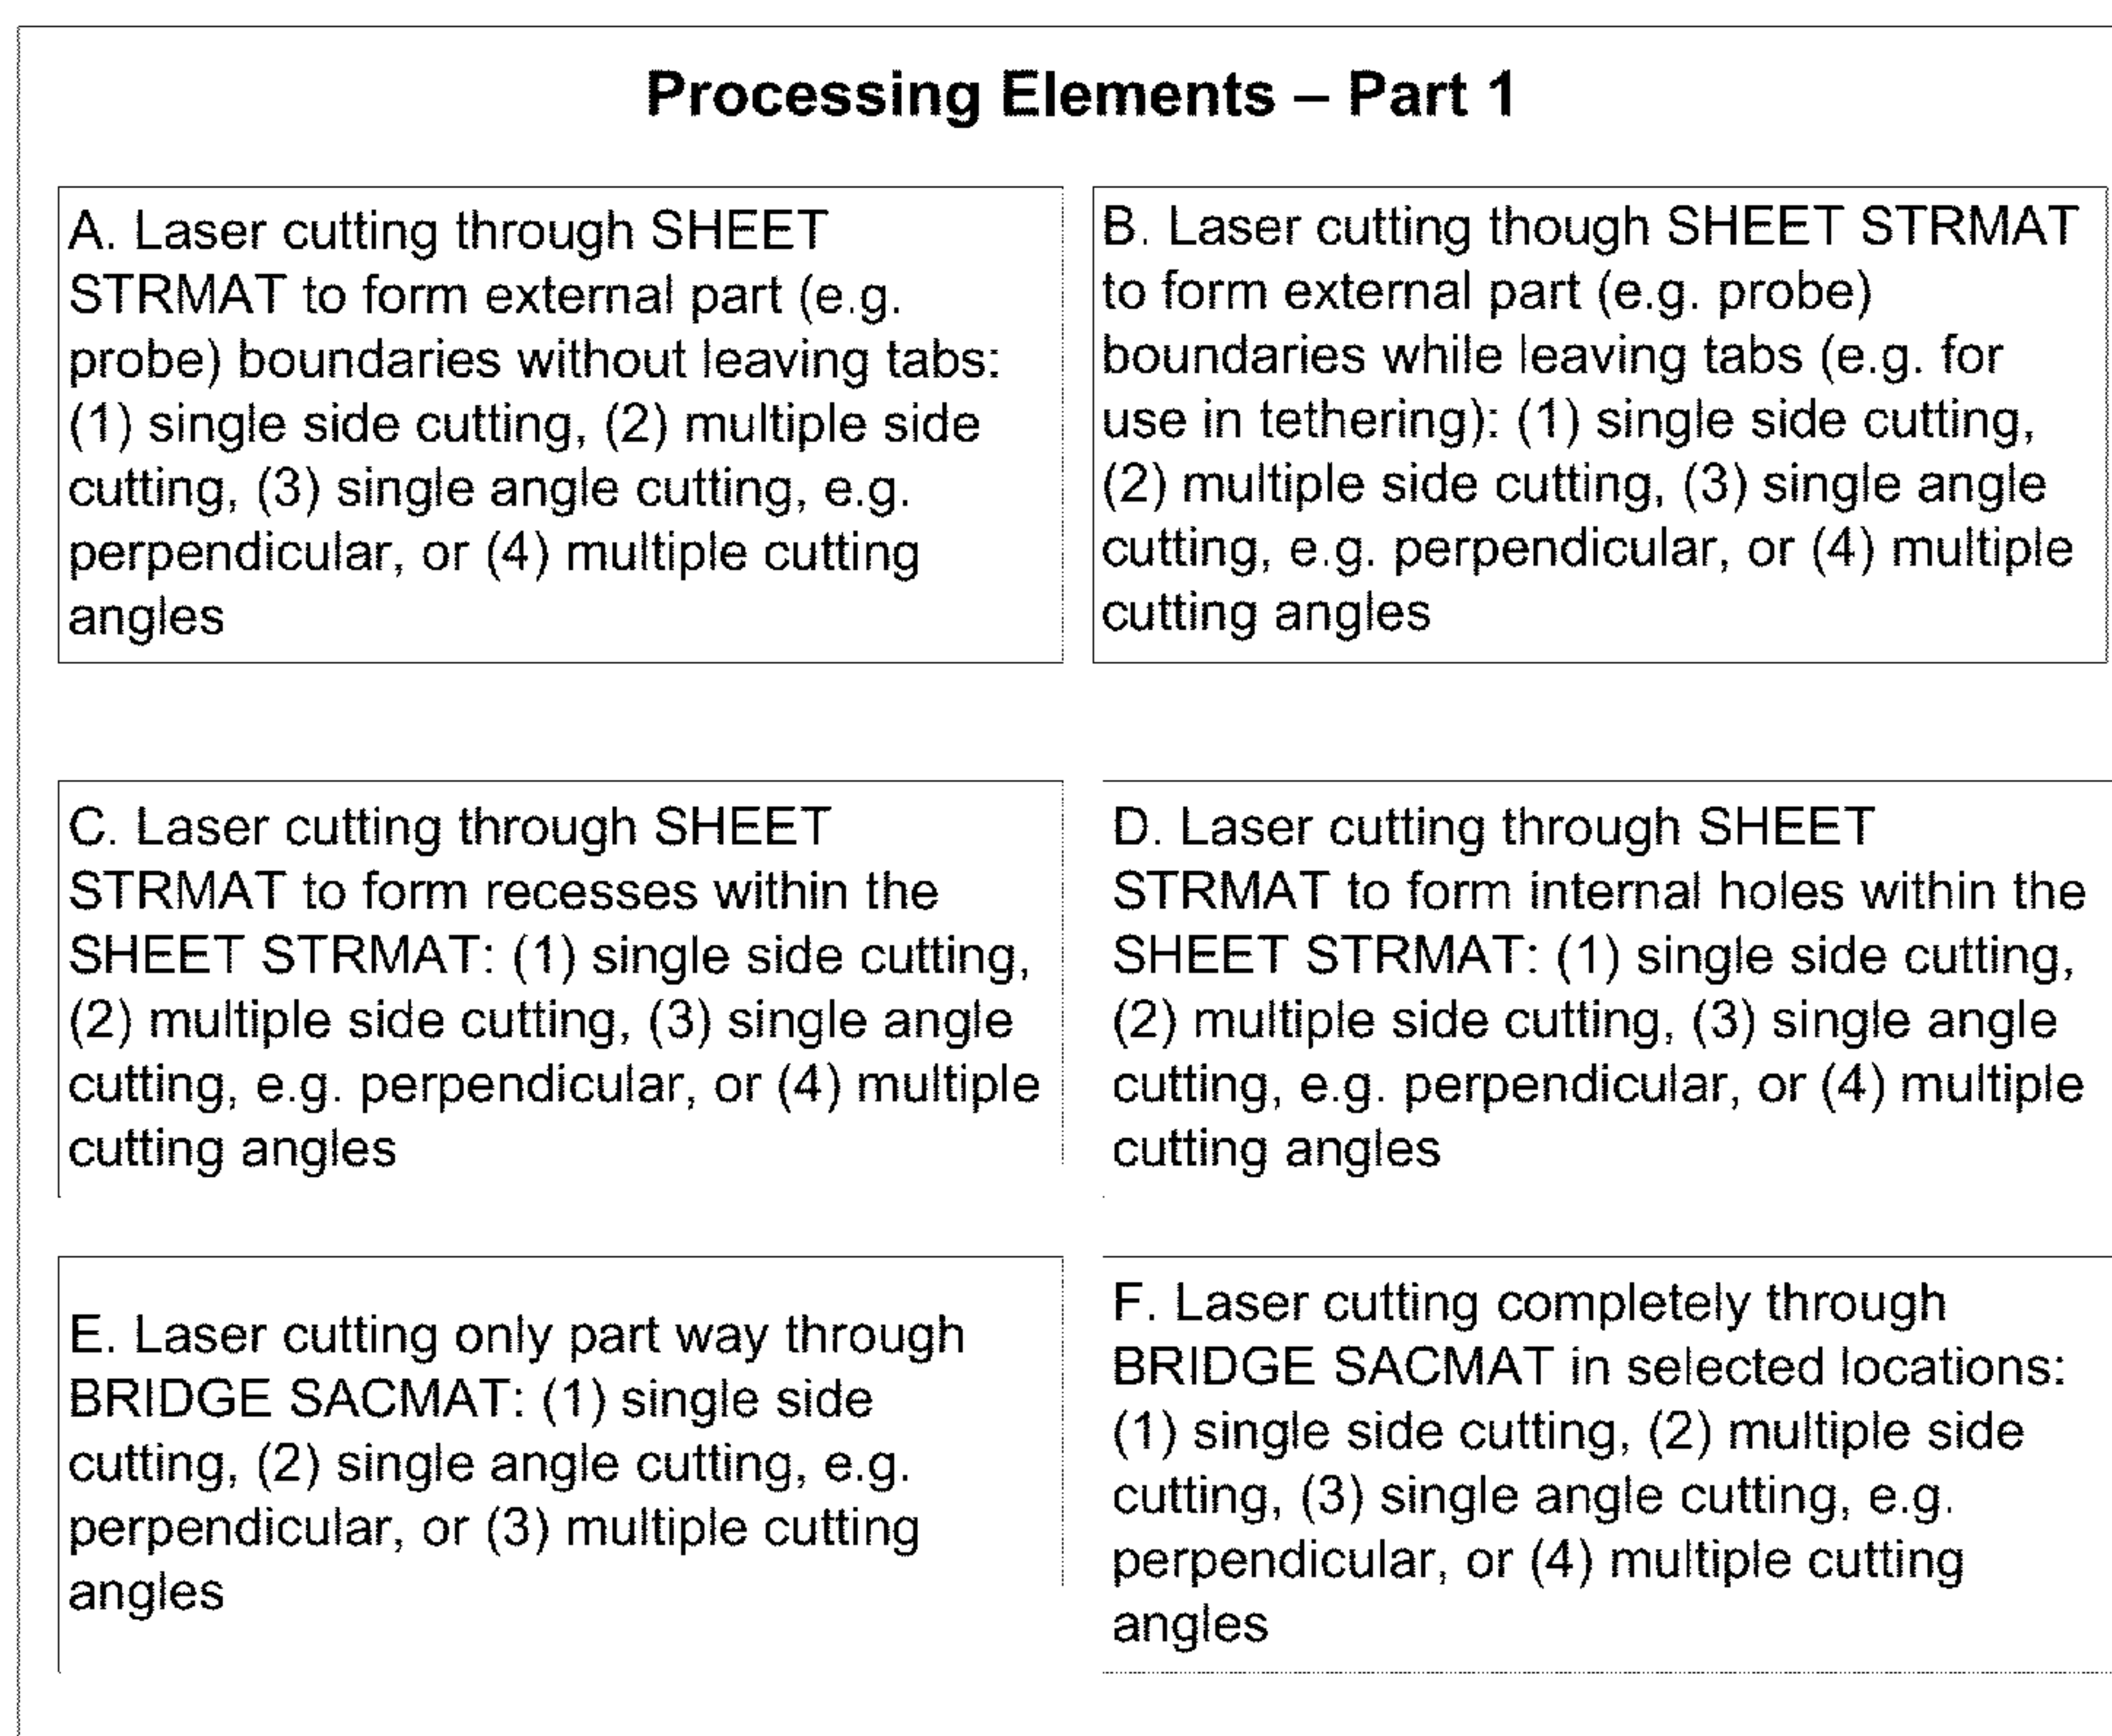 Processing Elements – Part 1
A. Laser cutting through SHEET
STRMAT to form external part (e.g.
probe) boundaries without leaving tabs:
(1) single side cutting, (2) multiple side
cutting, (3) single angle cutting, e.g.
perpendicular, or (4) multiple cutting
angles
B. Laser cutting though SHEET STRMAT
to form external part (e.g. probe)
boundaries while leaving tabs (e.g. for
use in tethering): (1) single side cutting,
(2) multiple side cutting, (3) single angle
cutting, e.g. perpendicular, or (4) multiple
cutting angles
C. Laser cutting through SHEET
STRMAT to form recesses within the
SHEET STRMAT: (1) single side cutting,
(2) multiple side cutting, (3) single angle
cutting, e.g. perpendicular, or (4) multiple
cutting angles
D. Laser cutting through SHEET
STRMAT to form internal holes within the
SHEET STRMAT: (1) single side cutting,
(2) multiple side cutting, (3) single angle
cutting, e.g. perpendicular, or (4) multiple
cutting angles
E. Laser cutting only part way through
BRIDGE SACMAT: (1) single side
cutting, (2) single angle cutting, e.g.
perpendicular, or (3) multiple cutting
angles
F. Laser cutting completely through
BRIDGE SACMAT in selected locations:
(1) single side cutting, (2) multiple side
cutting, (3) single angle cutting, e.g.
perpendicular, or (4) multiple cutting
angles